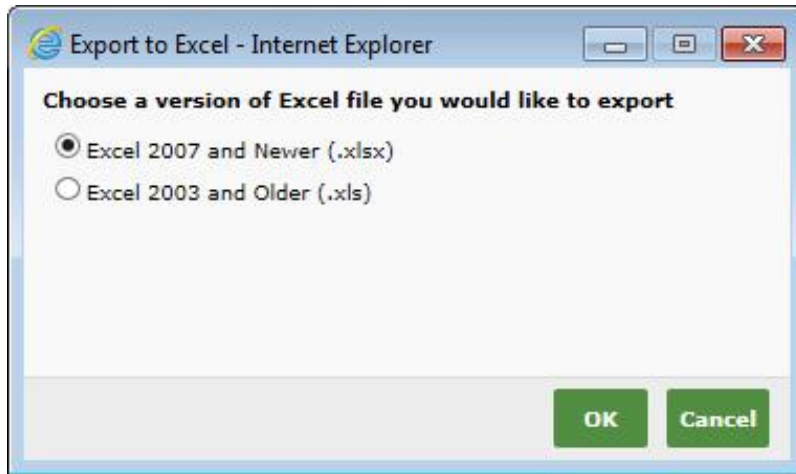 Export to Excel - Internet Explorer
Choose a version of Excel file you would like to export
Excel 2007 and Newer (.xlsx)
Excel 2003 and Older (.xls)
OK Cancel